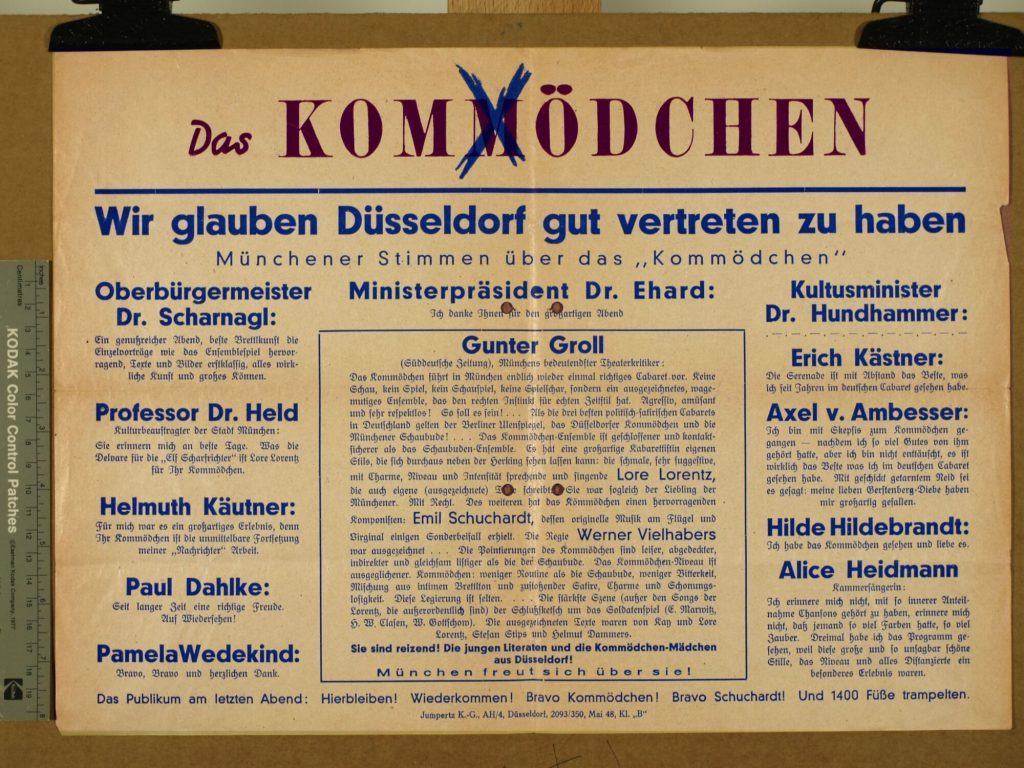 Das KOMMÖDCHEN
Wir glauben Düsseldorf gut vertreten zu haben
Münchener Stimmen über das „Kommödchen"
Oberbürgermeister
Dr. Scharnagl:
Ein genußreicher Abend, beste Brettlkunst die
Einzelvorträge wie das Ensemblespiel hervor-
ragend, Texte und Bilder erstklassig, alles wirk-
liche Kunst und großes Können.
Professor Dr. Held
Kulturbeauftragter der Stadt München:
Sie erinnern mich an beste Tage. Was die
Delvare für die „Elf Scharfrichter" ist Lore Lorentz
für Ihr Kommödchen.
Helmuth Käutner:
Für mich war es ein großartiges Erlebnis, denn
Ihr Kommödchen ist die unmittelbare Fortsetzung
meiner „Nachrichter" Arbeit.
Paul Dahlke:
Seit langer Zeit eine richtige Freude.
Auf Wiedersehen!
Pamela Wedekind:
Bravo, Bravo und herzlichen Dank.
Ministerpräsident Dr. Ehard:
Ich danke Ihnen für den großartigen Abend
Gunter Groll
(Süddeutsche Zeitung), Münchens bedeutendster Theaterkritiker:
Das Kommödchen führt in München endlich wieder einmal richtiges Cabaret vor. Keine
Schau, kein Spiel, kein Schauspiel, keine Spielschar, sondern ein ausgezeichnetes, wage-
mutiges Ensemble, das den rechten Instinkt für echten Zeitstil hat. Agressiv, amüsant
und sehr respektlos! So soll es sein! . . . Als die drei besten politisch-satirischen Cabarets
in Deutschland gelten der Berliner Ulenspiegel, das Düsseldorfer Kommödchen und die
Münchener Schaubude! . . . Das Kommödchen-Ensemble ist geschlossener und kontakt-
sicherer als das Schaubuden-Ensemble. Es hat eine großartige Kabarettistin eigenen
Stils, die sich durchaus neben der Herking sehen lassen kann: die schmale, sehr suggestive,
mit Charme, Niveau und Intensität sprechende und singende Lore Lorentz,
die auch eigene (ausgezeichnete) Texte schreibt. Sie war sogleich der Liebling der
Münchener. Mit Recht. Des weiteren hat das Kömmödchen einen hervorragenden
Komponisten: Emil Schuchardt, dessen originelle Musik am Flügel und
Virginal einigen Sonderbeifall erhielt. Die Regie Werner Vielhabers
war ausgezeichnet . . . Die Pointierungen des Kommödchen sind leiser, abgedeckter,
indirekter und gleichsam listiger als die der Schaubude. Das Kommödchen-Niveau ist
ausgeglichener. Kommödchen: weniger Routine als die Schaubude, weniger Bitterkeit,
Mischung aus intimen Brettlton und zustoßender Satire, Charme und Schonungs-
losigkeit. Diese Legierung ist selten. . . . Die stärkste Szene (außer den Songs der
Lorentz, die außerordentlich sind) der Schlußsketsch um das Soldatenspiel (E. Marwitz,
H. W. Clasen, W. Gottschow). Die ausgezeichneten Texte waren von Kay und Lore
Lorentz, Stefan Stips und Helmut Dammers.
Sie sind reizend! Die jungen Literaten und die Kommödchen-Mädchen
aus Düsseldorf!
München freut sich über sie!
Kultusminister
Dr. Hundhammer:
Erich Kästner:
Die Serenade ist mit Abstand das Beste, was
ich seit Jahren im deutschen Cabaret gesehen habe.
Axel v. Ambesser:
Ich bin mit Skepsis zum Kommödchen ge-
gangen — nachdem ich so viel Gutes von ihm
gehört hatte, aber ich bin nicht enttäuscht, es ist
wirklich das Beste was ich im deutschen Cabaret
gesehen habe. Mit geschickt getarntem Neid sei
es gesagt: meine lieben Gerstenberg-Diebe haben
mir großartig gefallen.
Hilde Hildebrandt:
Ich habe das Kommödchen gesehen und liebe es.
Alice Heidmann
Kammersängerin:
Ich erinnere mich nicht, mit so innerer Anteil-
nahme Chansons gehört zu haben, erinnere mich
nicht, daß jemand so viel Farben hatte, so viel
Zauber. Dreimal habe ich das Programm ge-
sehen, weil diese große und so unsagbar schöne
Stille, das Niveau und alles Distanzierte ein
besonderes Erlebnis waren.
Das Publikum am letzten Abend: Hierbleiben! Wiederkommen! Bravo Kommödchen! Bravo Schuchardt! Und 1400 Füße trampelten.
Jumpertz K.-G., AH/4, Düsseldorf, 2093/350, Mai 48, Kl. „B"
Inches
Centimetres
KODAK Color Control Patches
© Eastman Kodak Company, 1977